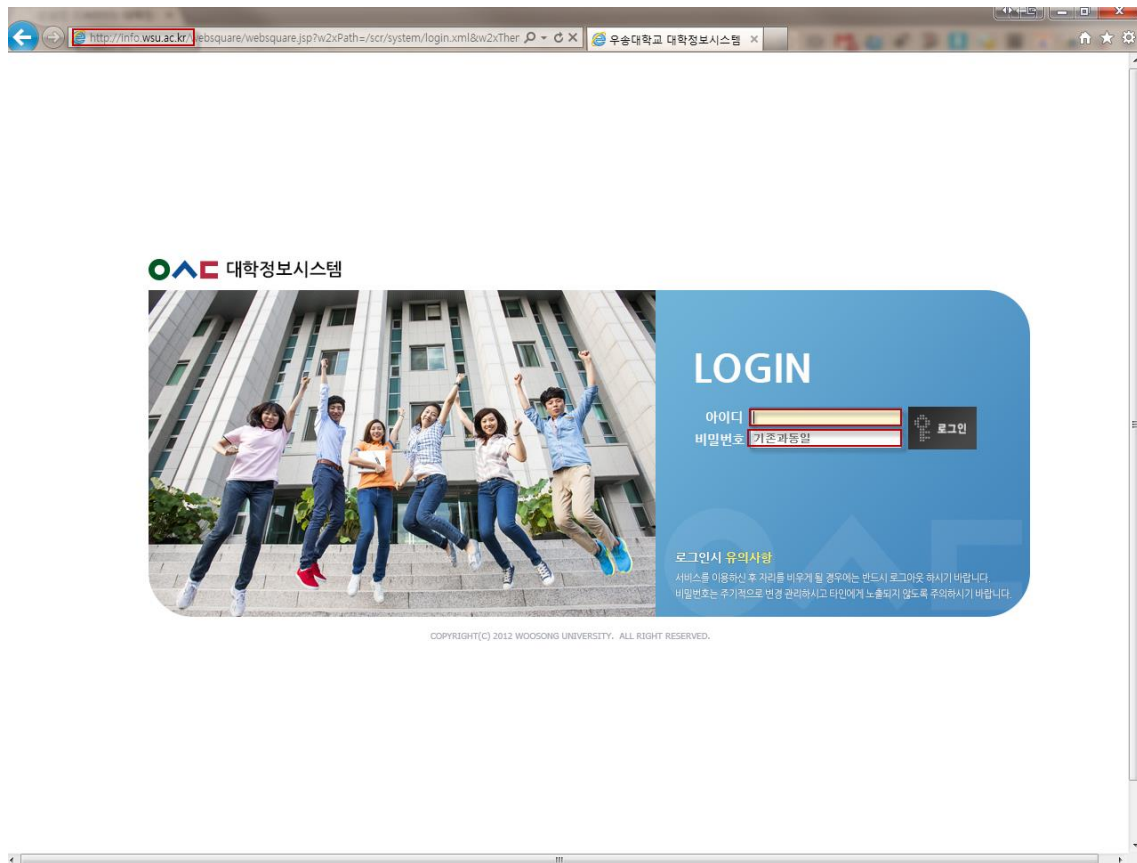 http://info.wsu.ac.kr/websquare/websquare.jsp?w2xPath=/scr/system/login.xml&w2xTher
우송대학교 대학정보시스템
대학정보시스템
LOGIN
아이디
비밀번호 기존과동일
로그인
로그인시 유의사항
서비스를 이용하신 후 자리를 비우게 될 경우에는 반드시 로그아웃 하시기 바랍니다.
비밀번호는 주기적으로 변경 관리하시고 타인에게 노출되지 않도록 주의하시기 바랍니다.
COPYRIGHT(C) 2012 WOOSONG UNIVERSITY. ALL RIGHT RESERVED.